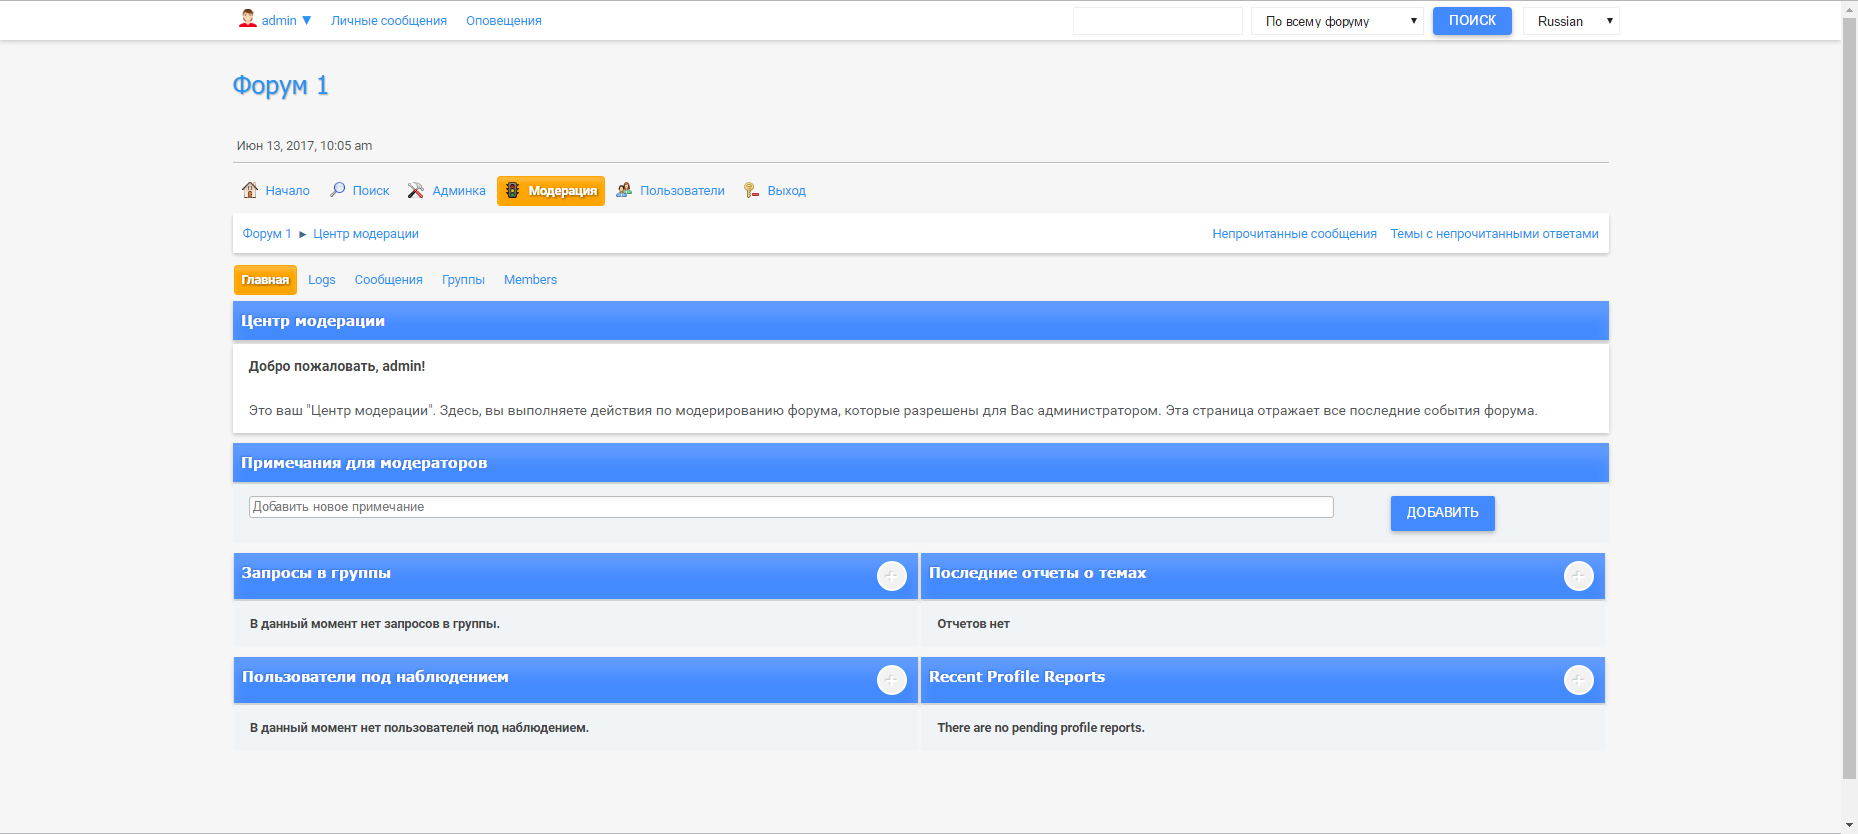 admin ▼ Личные сообщения Оповещения По всему форуму ▼ ПОИСК Russian ▼
Форум 1
Июн 13, 2017, 10:05 am
Начало Поиск Админка Модерация Пользователи Выход
Форум 1 ► Центр модерации Непрочитанные сообщения Темы с непрочитанными ответами
Главная Logs Сообщения Группы Members
Центр модерации
Добро пожаловать, admin!
Это ваш "Центр модерации". Здесь, вы выполняете действия по модерированию форума, которые разрешены для Вас администратором. Эта страница отражает все последние события форума.
Примечания для модераторов
Добавить новое примечание ДОБАВИТЬ
Запросы в группы Последние отчеты о темах
В данный момент нет запросов в группы. Отчетов нет
Пользователи под наблюдением Recent Profile Reports
В данный момент нет пользователей под наблюдением. There are no pending profile reports.